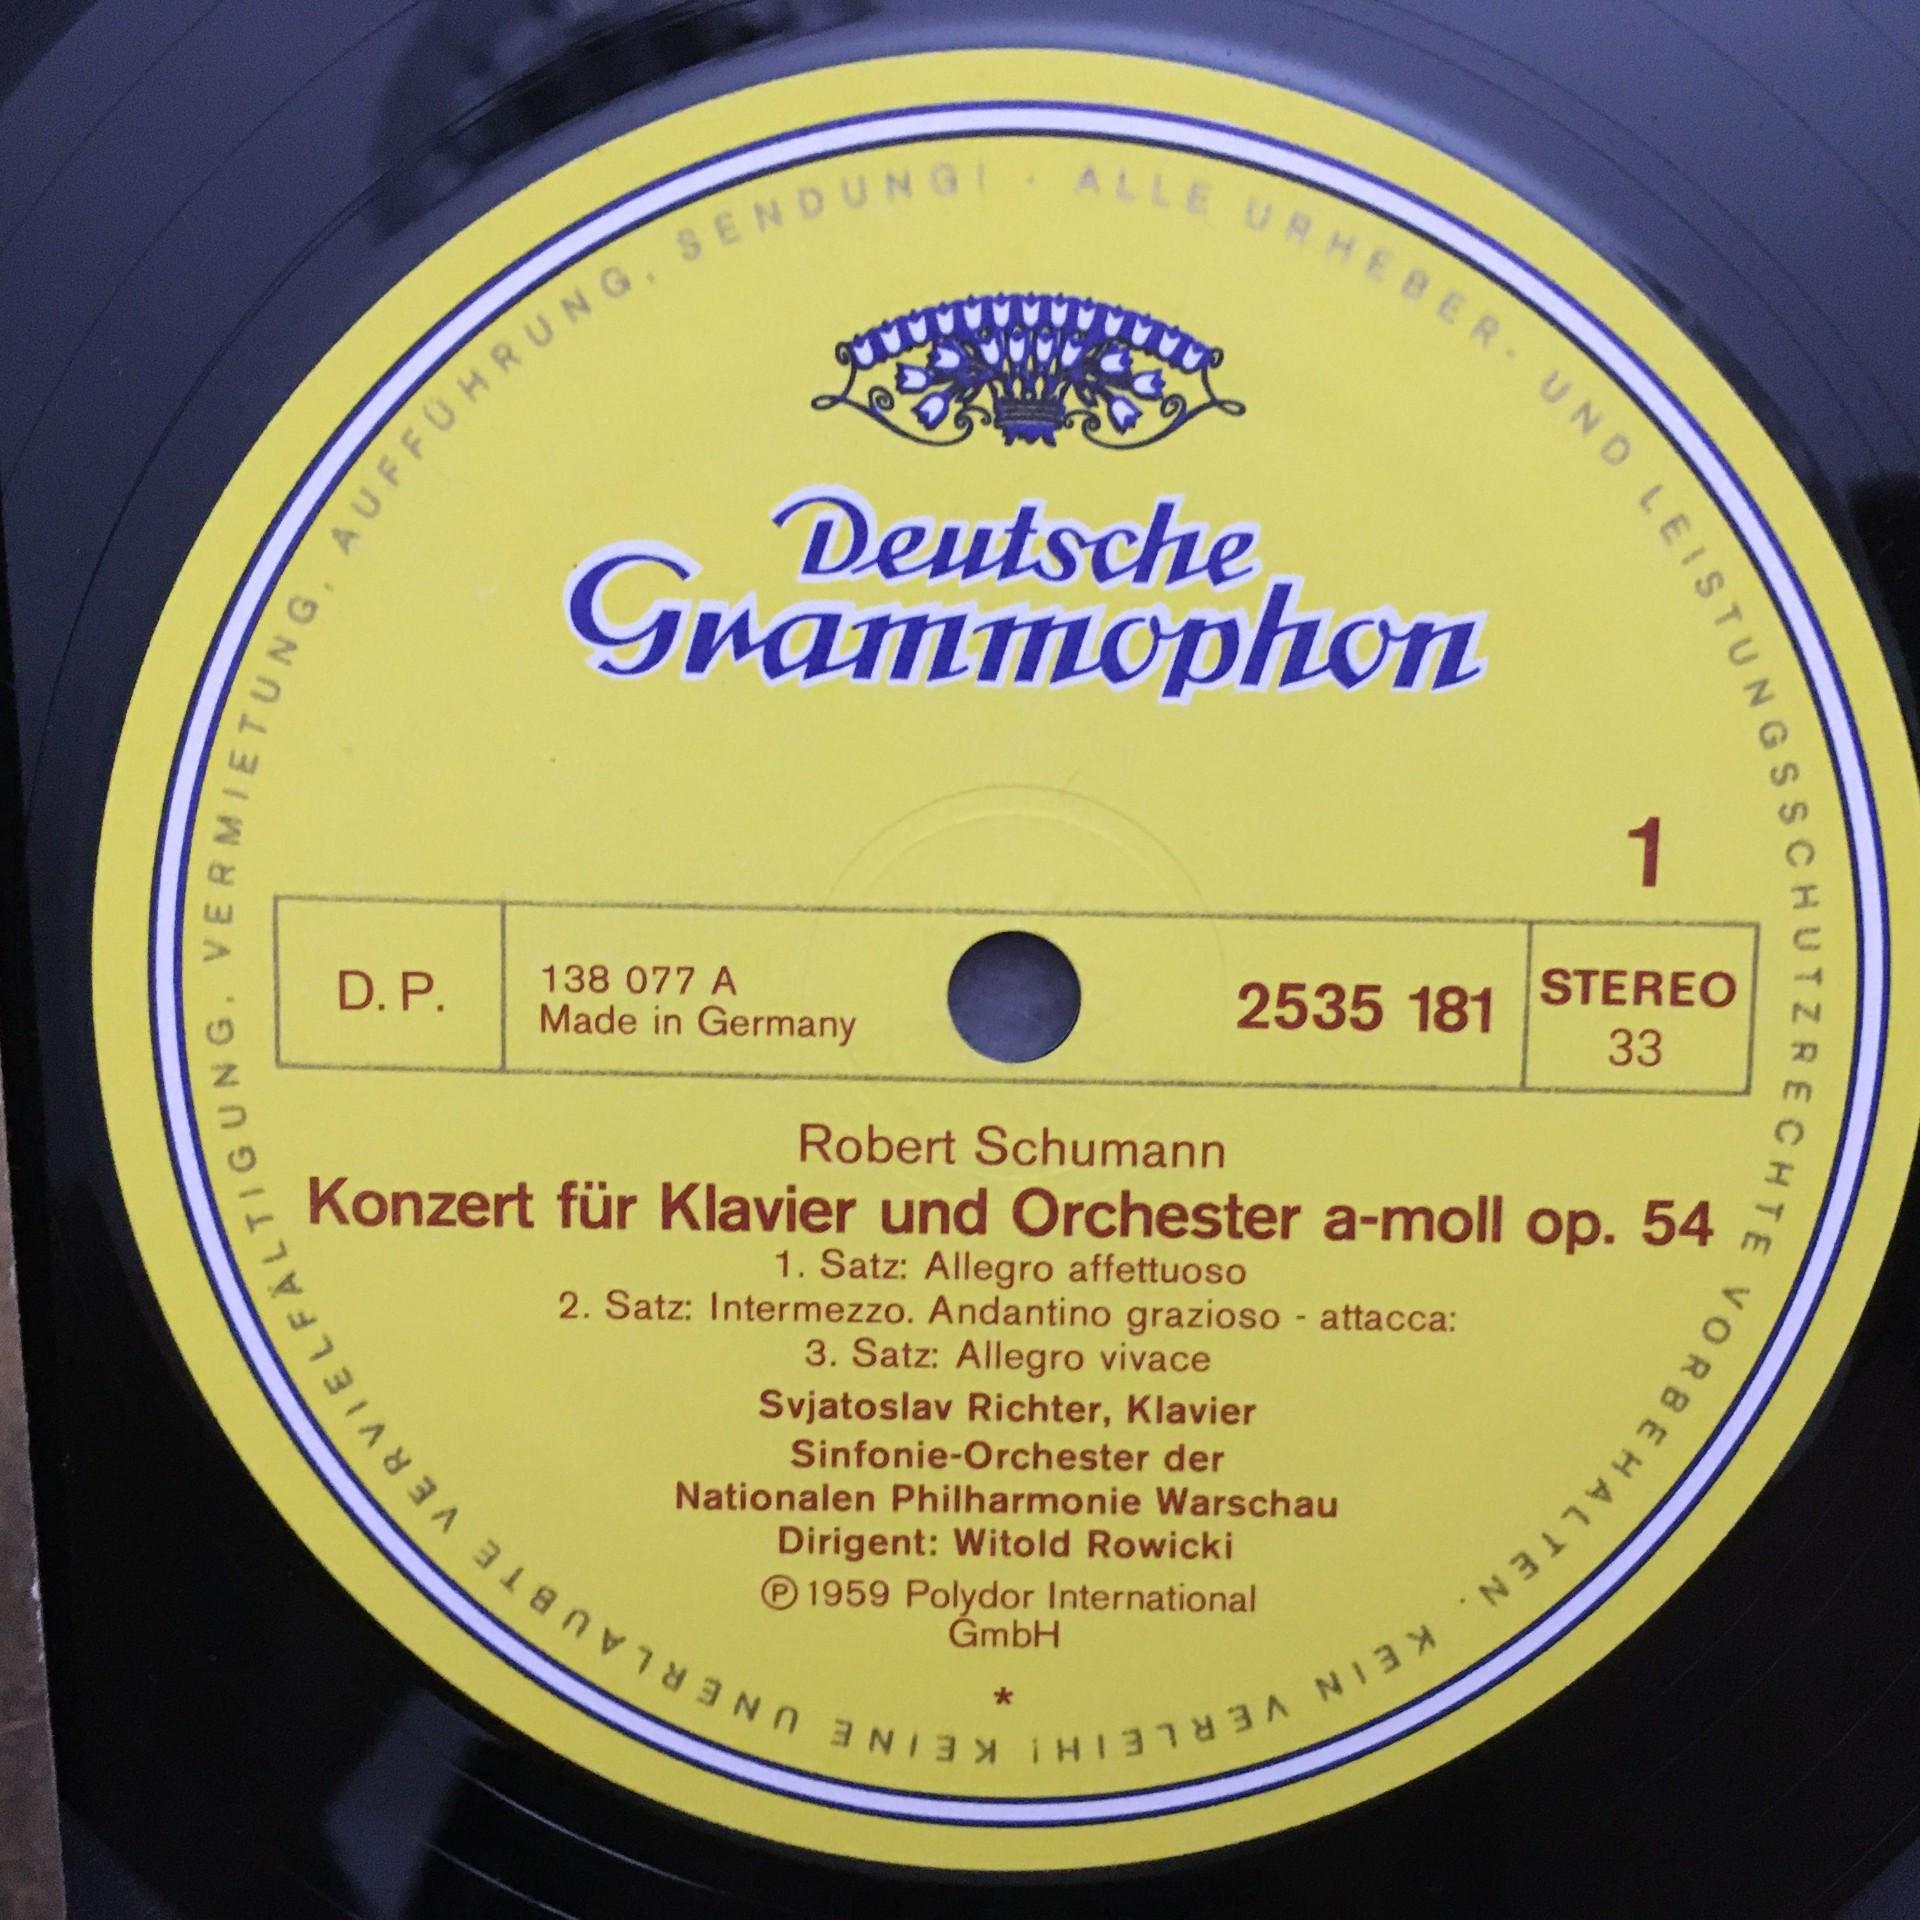 Deutsche
Grammophon
1
D. P.
138 077 A
Made in Germany
2535 181
STEREO
33
Robert Schumann
Konzert für Klavier und Orchester a-moll op. 54
1. Satz: Allegro affettuoso
2. Satz: Intermezzo. Andantino grazioso - attacca:
3. Satz: Allegro vivace
Svjatoslav Richter, Klavier
Sinfonie-Orchester der
Nationalen Philharmonie Warschau
Dirigent: Witold Rowicki
Ⓟ 1959 Polydor International
GmbH
*
ALLE URHEBER- UND LEISTUNGSSCHUTZRECHTE VORBEHALTEN. KEIN VERLEIH! KEINE UNERLAUBTE VERVIELFÄLTIGUNG, VERMIETUNG, AUFFÜHRUNG, SENDUNG! ·